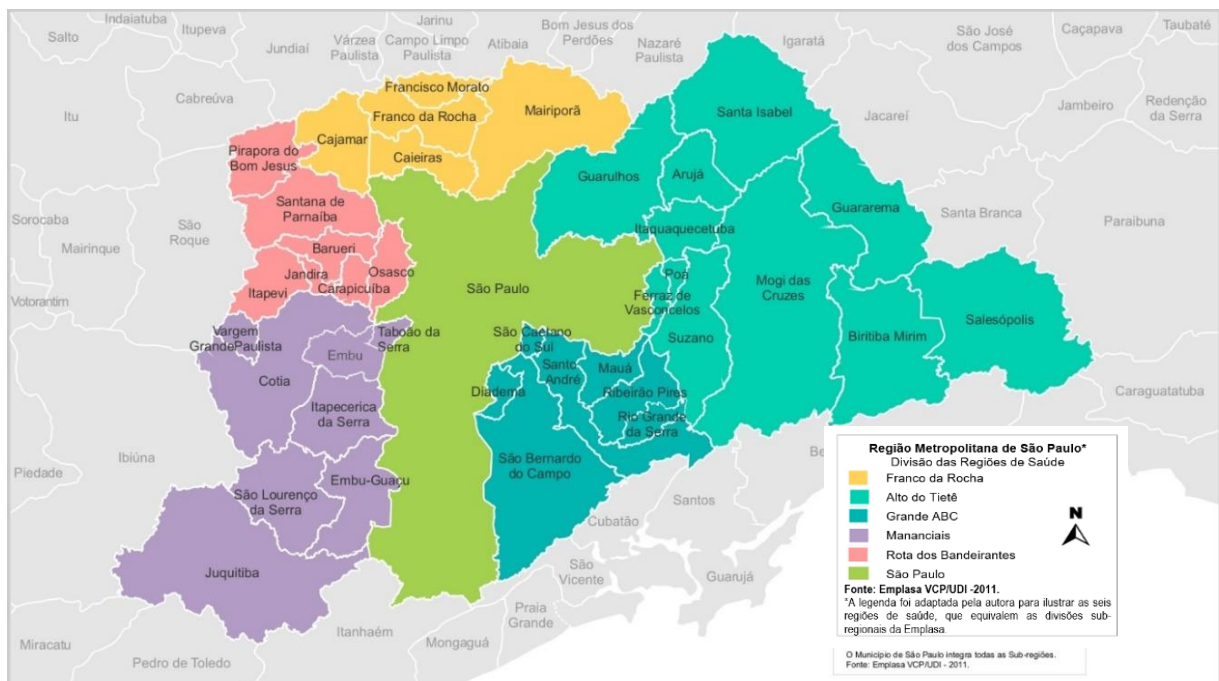 Indaiatuba
Salto
Itupeva
Jundiaí
Jarinu
Várzea
Paulista
Campo Limpo
Paulista
Atibaia
Bom Jesus dos
Perdões
Nazaré
Paulista
Igaratá
São José
dos Campos
Caçapava
Taubaté
Itu
Cabreúva
Jacareí
Jambeiro
Redenção
da Serra
Francisco Morato
Franco da Rocha
Mairiporã
Cajamar
Caieiras
Santa Isabel
Pirapora do
Bom Jesus
Guarulhos
Arujá
Santana de
Parnaíba
Guararema
Santa Branca
Paraibuna
Sorocaba
Mairinque
São
Roque
Itaquaquecetuba
Barueri
Jandira
Osasco
Carapicuíba
Itapevi
São Paulo
Poá
Ferraz de
Vasconcelos
Mogi das
Cruzes
Votorantim
Vargem
GrandePaulista
Taboão da
Serra
São Caetano
do Sul
Suzano
Biritiba Mirim
Salesópolis
Embu
Cotia
Santo
André
Mauá
Diadema
Ribeirão Pires
Itapecerica
da Serra
Rio Grande
da Serra
Caraguatatuba
Piedade
Ibiúna
São Bernardo
do Campo
Embu-Guaçu
São Lourenço
da Serra
Santos
Cubatão
Be
Juquitiba
São
Vicente
Guarujá
Praia
Grande
Itanhaém
Mongaguá
Miracatu
Pedro de Toledo
Região Metropolitana de São Paulo*
Divisão das Regiões de Saúde
Franco da Rocha
Alto do Tietê
Grande ABC
Mananciais
Rota dos Bandeirantes
São Paulo
N
Fonte: Emplasa VCP/UDI -2011.
*A legenda foi adaptada pela autora para ilustrar as seis
regiões de saúde, que equivalem as divisões sub-
regionais da Emplasa.
O Município de São Paulo integra todas as Sub-regiões.
Fonte: Emplasa VCP/UDI - 2011.